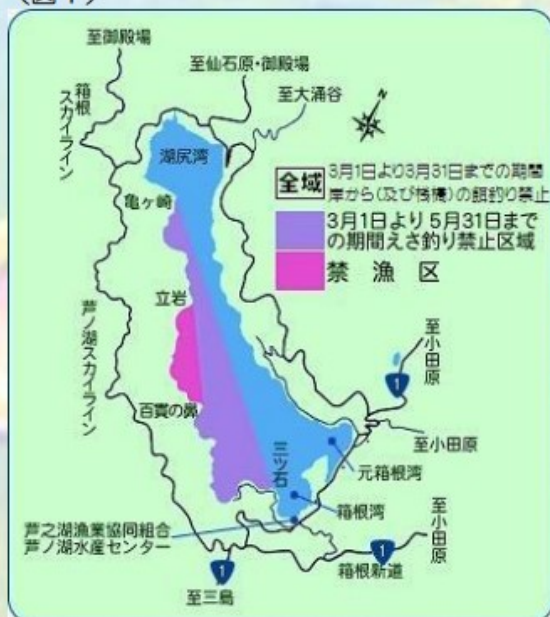 至御殿場
至仙石原・御殿場
至大涌谷
箱根
スカイライン
N
湖尻湾
全域
3月1日より3月31日までの期間
岸から(及び桟橋)の餌釣り禁止
亀ヶ崎
3月1日より5月31日まで
の期間えさ釣り禁止区域
禁漁区
立岩
芦ノ湖スカイライン
至小田原
1
百貫の鼻
至小田原
三ツ石
元箱根湾
箱根湾
至小田原
芦之湖漁業協同組合
芦ノ湖水産センター
1
箱根新道
1
至三島